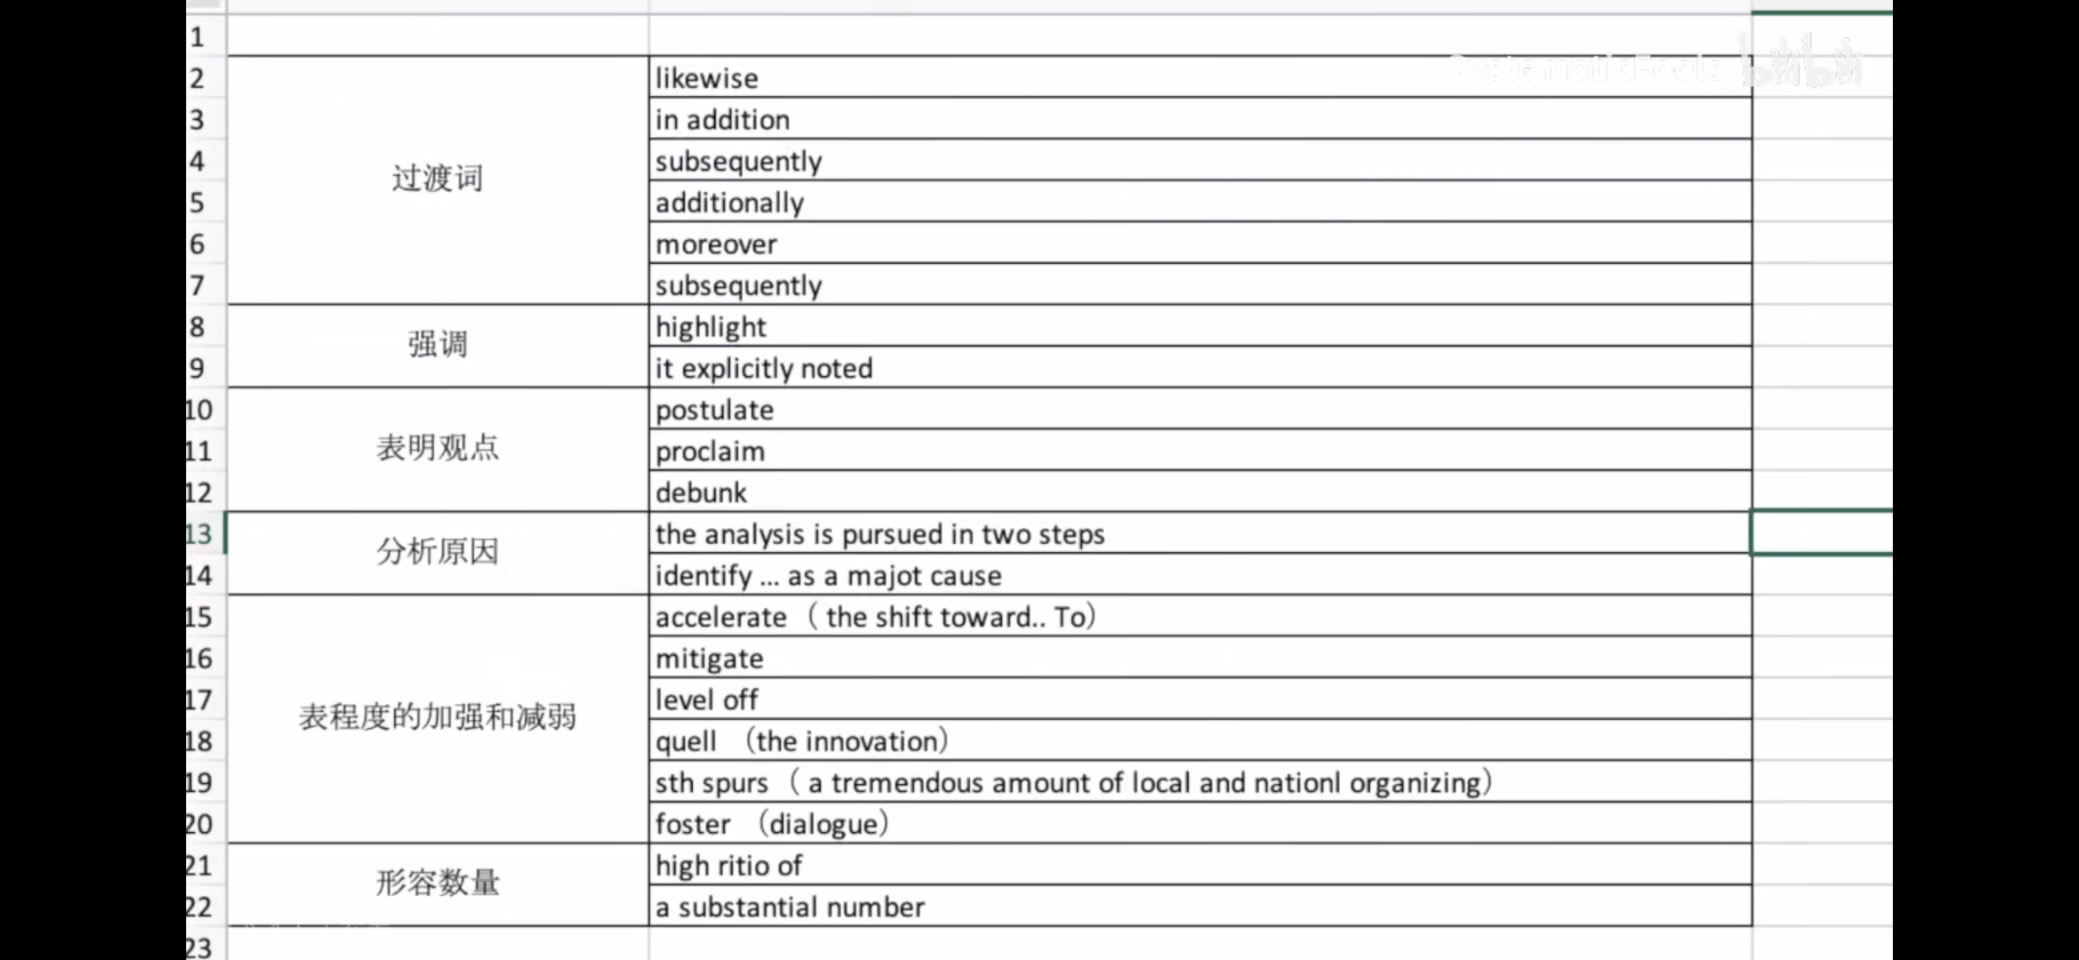 1
2 likewise
3 in addition
过渡词
4 subsequently
5 additionally
6 moreover
7 subsequently
强调
8 highlight
9 it explicitly noted
表明观点
10 postulate
11 proclaim
12 debunk
分析原因
13 the analysis is pursued in two steps
14 identify ... as a majot cause
表程度的加强和减弱
15 accelerate （ the shift toward.. To）
16 mitigate
17 level off
18 quell （the innovation）
19 sth spurs （ a tremendous amount of local and nationl organizing）
20 foster （dialogue）
形容数量
21 high ritio of
22 a substantial number
23
bilibili